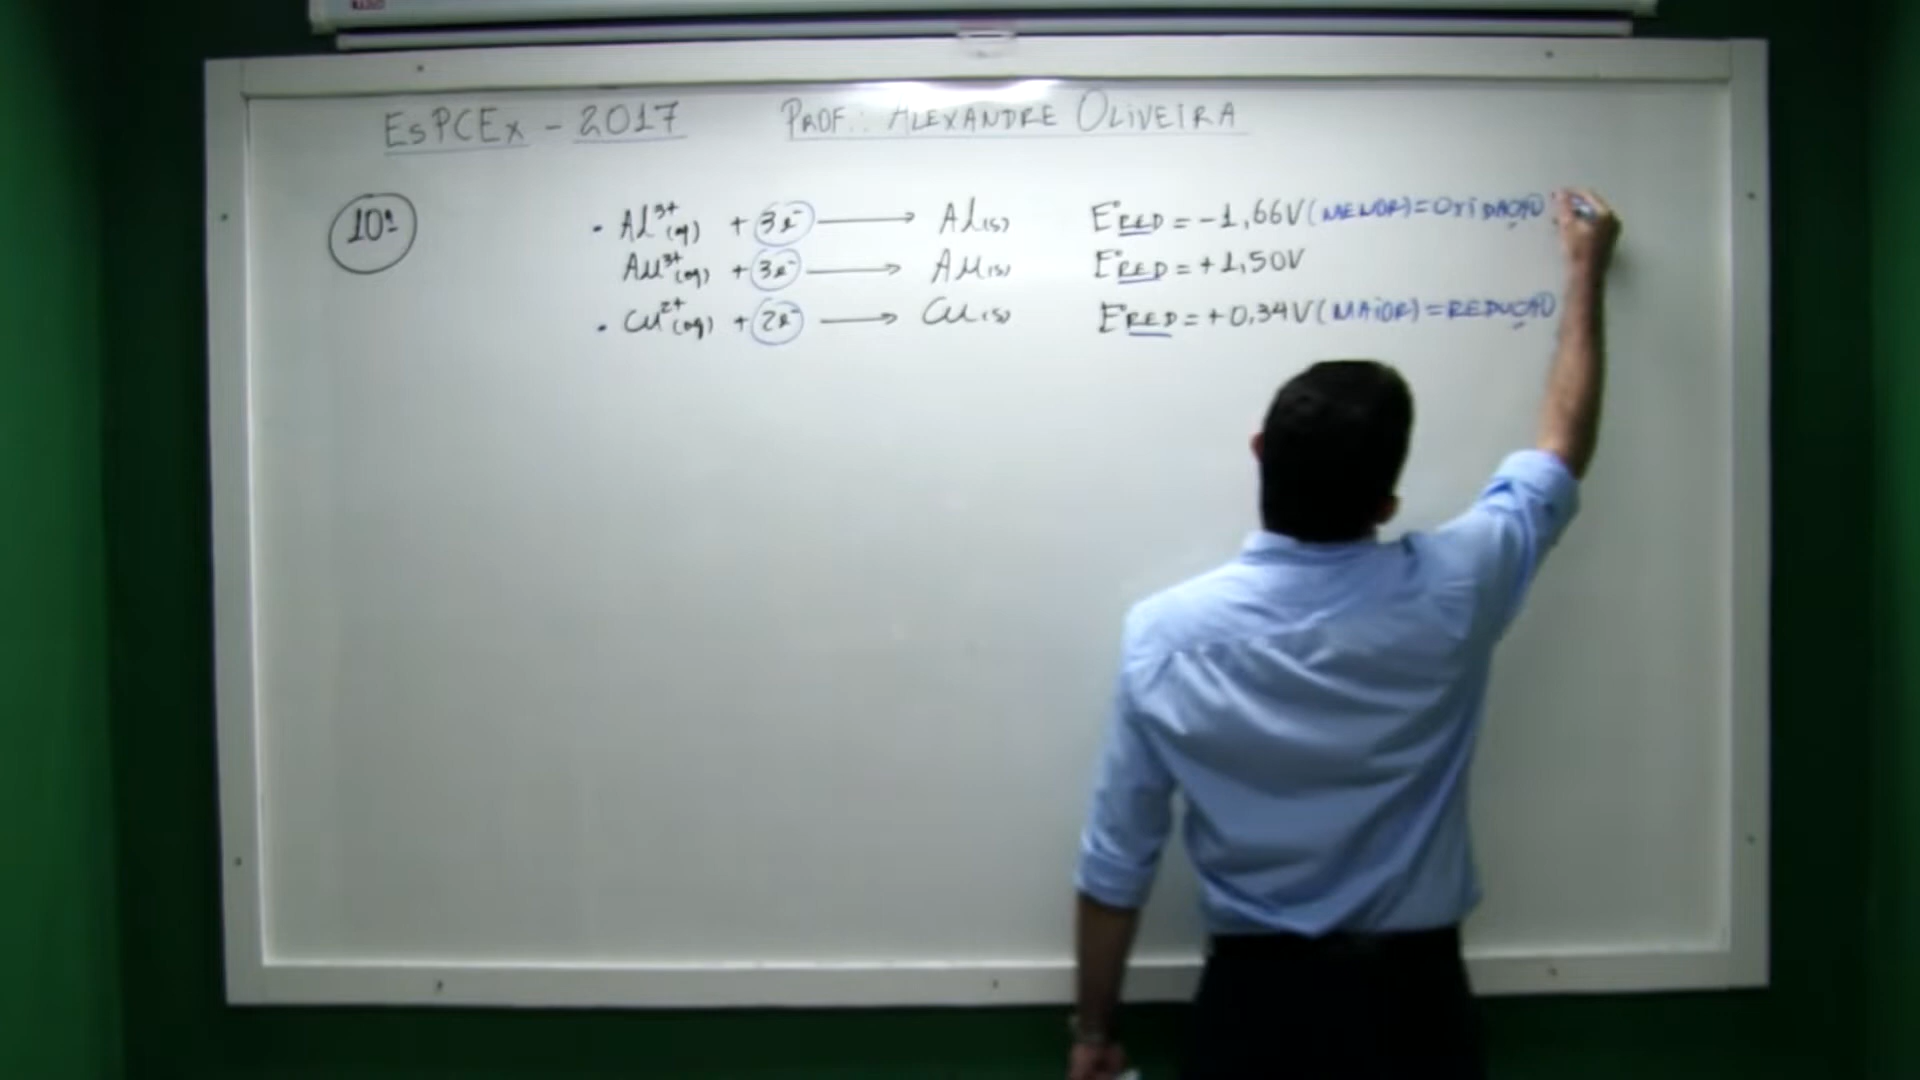 EsPCEx - 2017 PROF.: ALEXANDRE OLIVEIRA
10ª
• Al³⁺(aq) + 3e⁻ → Al(s) E°RED = -1,66V (MENOR) = OXIDAÇÃO
Au³⁺(aq) + 3e⁻ → Au(s) E°RED = +1,50V
• Cu²⁺(aq) + 2e⁻ → Cu(s) E°RED = +0,34V (MAIOR) = REDUÇÃO